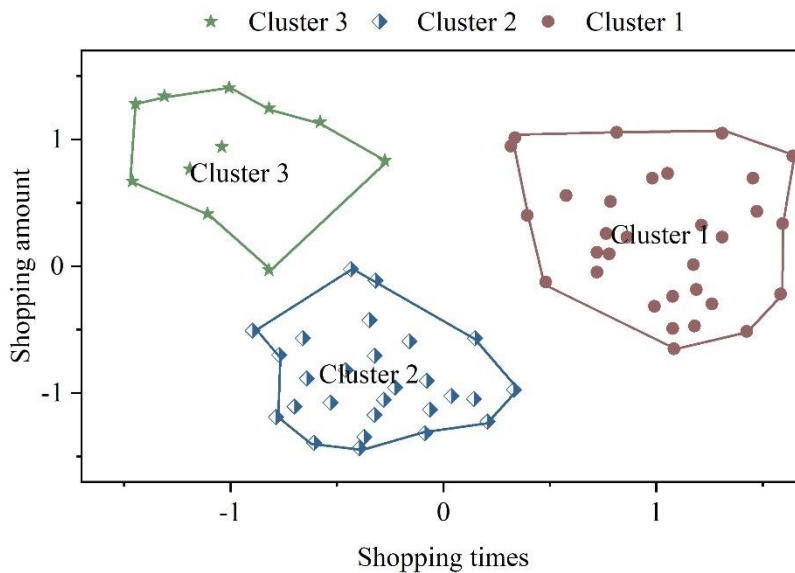 Cluster 3 Cluster 2 Cluster 1
1
0
-1
Shopping amount
Cluster 3
Cluster 1
Cluster 2
-1 0 1
Shopping times